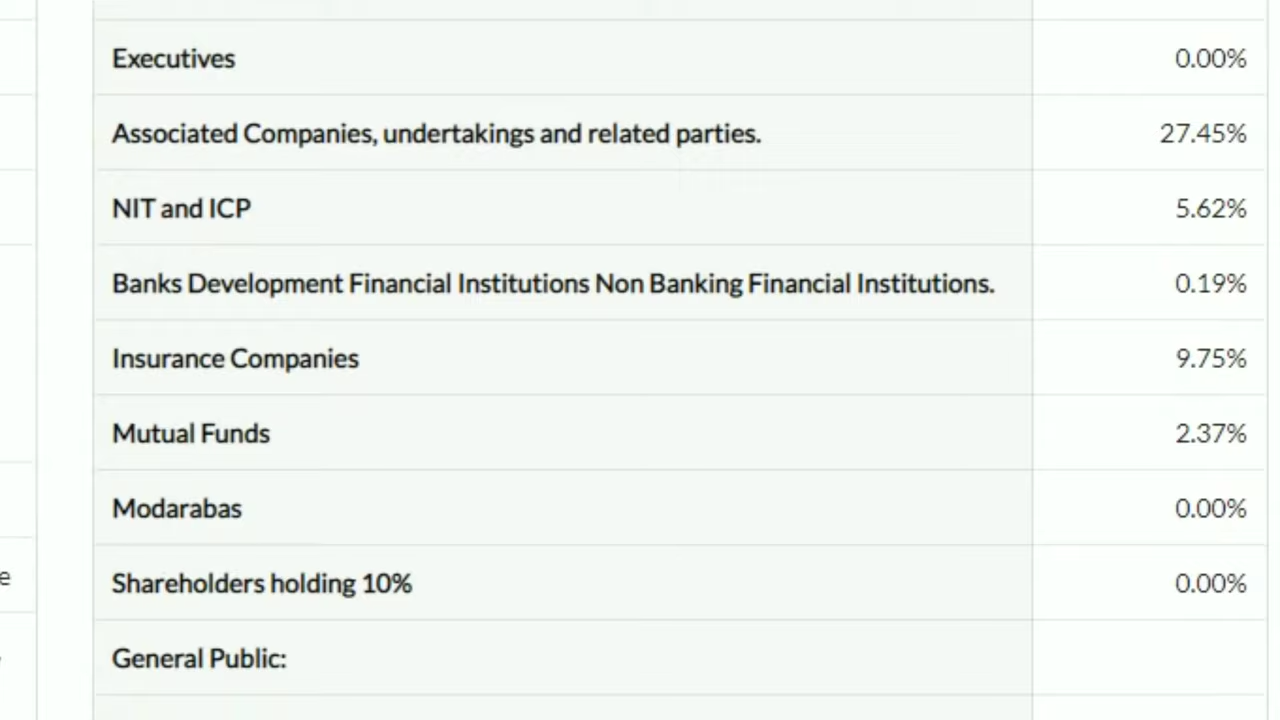 Executives 0.00%
Associated Companies, undertakings and related parties. 27.45%
NIT and ICP 5.62%
Banks Development Financial Institutions Non Banking Financial Institutions. 0.19%
Insurance Companies 9.75%
Mutual Funds 2.37%
Modarabas 0.00%
e
Shareholders holding 10% 0.00%
General Public: